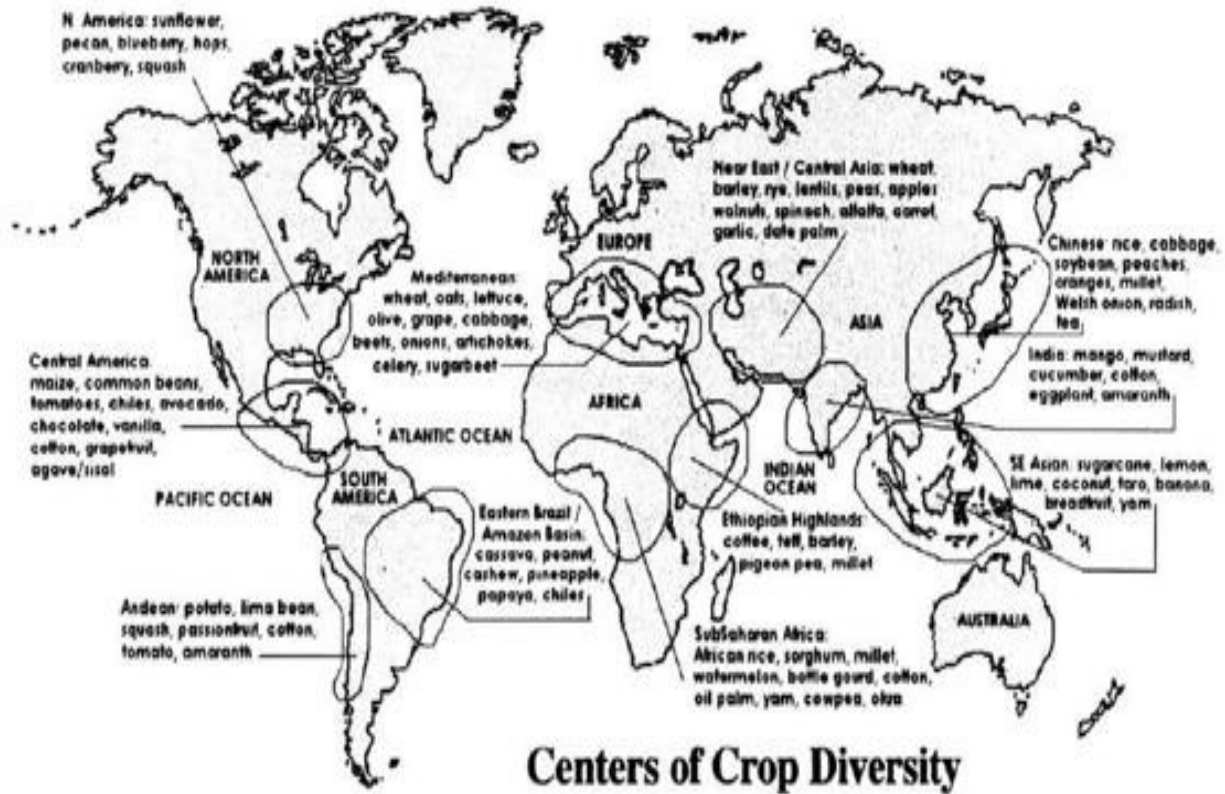 N America: sunflower,
pecan, blueberry, hops,
cranberry, squash
Near East / Central Asia: wheat,
barley, rye, lentils, peas, apples
walnuts, spinach, alfalfa, carrot,
garlic, date palm
EUROPE
NORTH
AMERICA
Mediterranean:
wheat, oats, lettuce,
olive, grape, cabbage,
beets, onions, artichokes,
celery, sugarbeet
ASIA
Chinese: rice, cabbage,
soybean, peaches,
oranges, millet,
Welsh onion, radish,
tea
Central America:
maize, common beans,
tomatoes, chiles, avocado,
chocolate, vanilla,
cotton, grapefruit,
agave/sisal
India: mango, mustard,
cucumber, cotton,
eggplant, amaranth
AFRICA
ATLANTIC OCEAN
PACIFIC OCEAN
SOUTH
AMERICA
INDIAN
OCEAN
SE Asian: sugarcane, lemon,
lime, coconut, taro, banana,
breadfruit, yam
Eastern Brazil /
Amazon Basin:
cassava, peanut,
cashew, pineapple,
papaya, chiles
Ethiopian Highlands:
coffee, teff, barley,
pigeon pea, millet
Andean: potato, lima bean,
squash, passionfruit, cotton,
tomato, amaranth
SubSaharan Africa:
African rice, sorghum, millet,
watermelon, bottle gourd, cotton,
oil palm, yam, cowpea, okra
AUSTRALIA
Centers of Crop Diversity